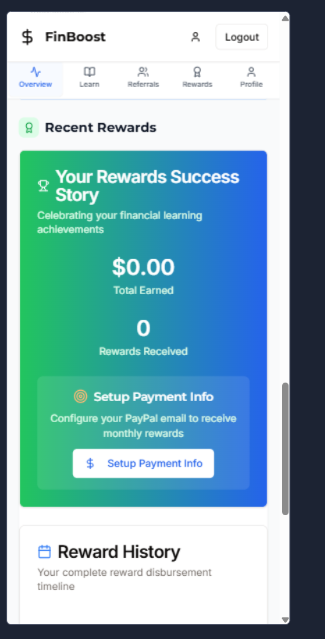 FinBoost
Logout
Overview
Learn
Referrals
Rewards
Profile
Recent Rewards
Your Rewards Success
Story
Celebrating your financial learning
achievements
$0.00
Total Earned
0
Rewards Received
Setup Payment Info
Configure your PayPal email to receive
monthly rewards
Setup Payment Info
Reward History
Your complete reward disbursement
timeline